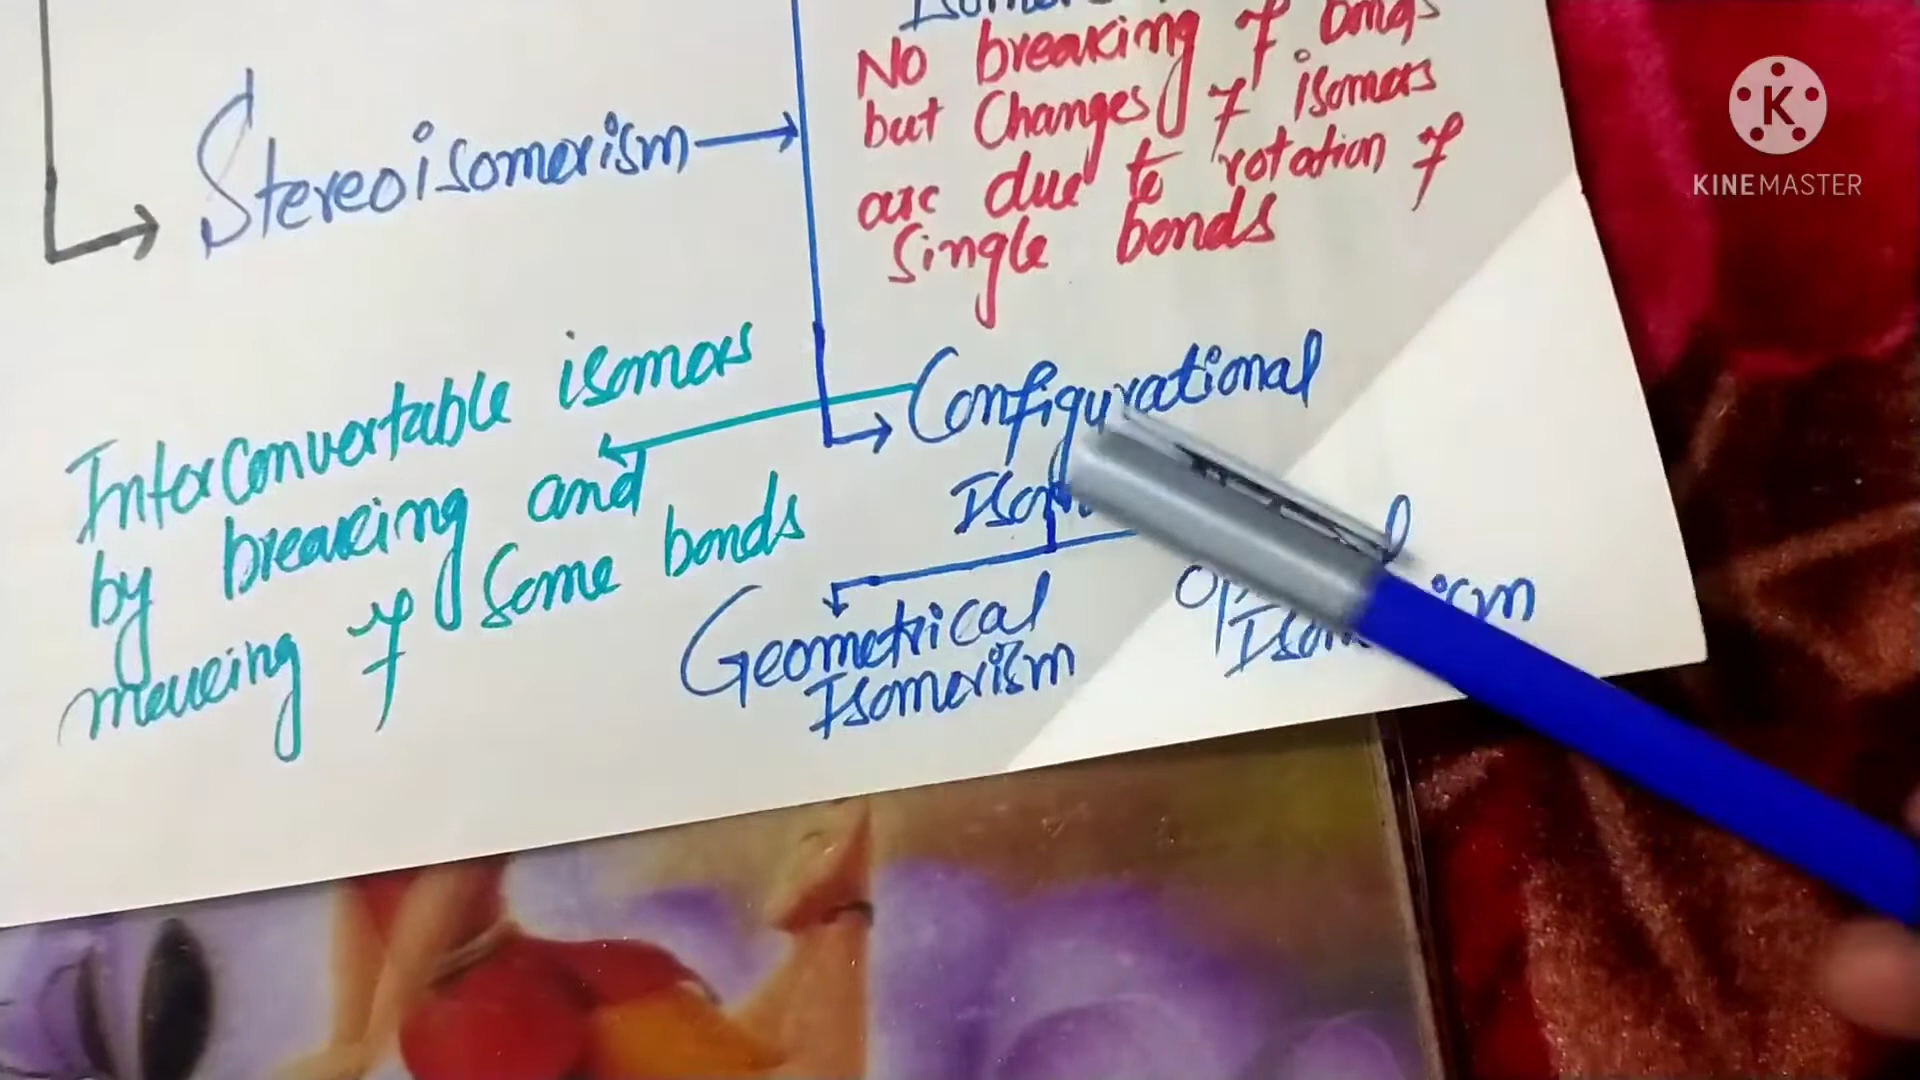 No breaking of bonds
but Changes of isomers
are due to rotation of
Single bonds
Stereoisomerism
Configurational
Interconvertable isomers
by breaking and
of some bonds
Geometrical
Isomerism
KINEMASTER